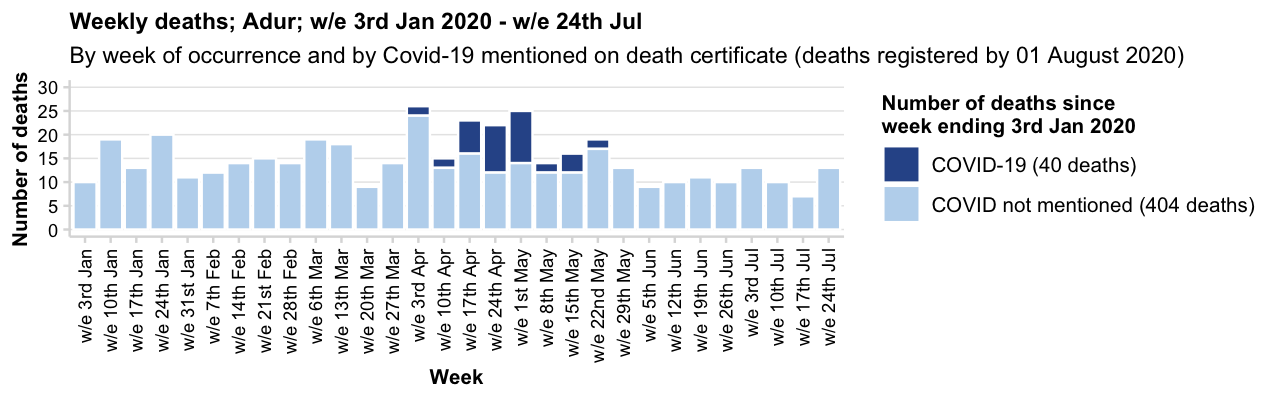 Weekly deaths; Adur; w/e 3rd Jan 2020 - w/e 24th Jul
By week of occurrence and by Covid-19 mentioned on death certificate (deaths registered by 01 August 2020)
Number of deaths
30
25
20
15
10
5
0
w/e 3rd Jan
w/e 10th Jan
w/e 17th Jan
w/e 24th Jan
w/e 31st Jan
w/e 7th Feb
w/e 14th Feb
w/e 21st Feb
w/e 28th Feb
w/e 6th Mar
w/e 13th Mar
w/e 20th Mar
w/e 27th Mar
w/e 3rd Apr
w/e 10th Apr
w/e 17th Apr
w/e 24th Apr
w/e 1st May
w/e 8th May
w/e 15th May
w/e 22nd May
w/e 29th May
w/e 5th Jun
w/e 12th Jun
w/e 19th Jun
w/e 26th Jun
w/e 3rd Jul
w/e 10th Jul
w/e 17th Jul
w/e 24th Jul
Week
Number of deaths since
week ending 3rd Jan 2020
COVID-19 (40 deaths)
COVID not mentioned (404 deaths)